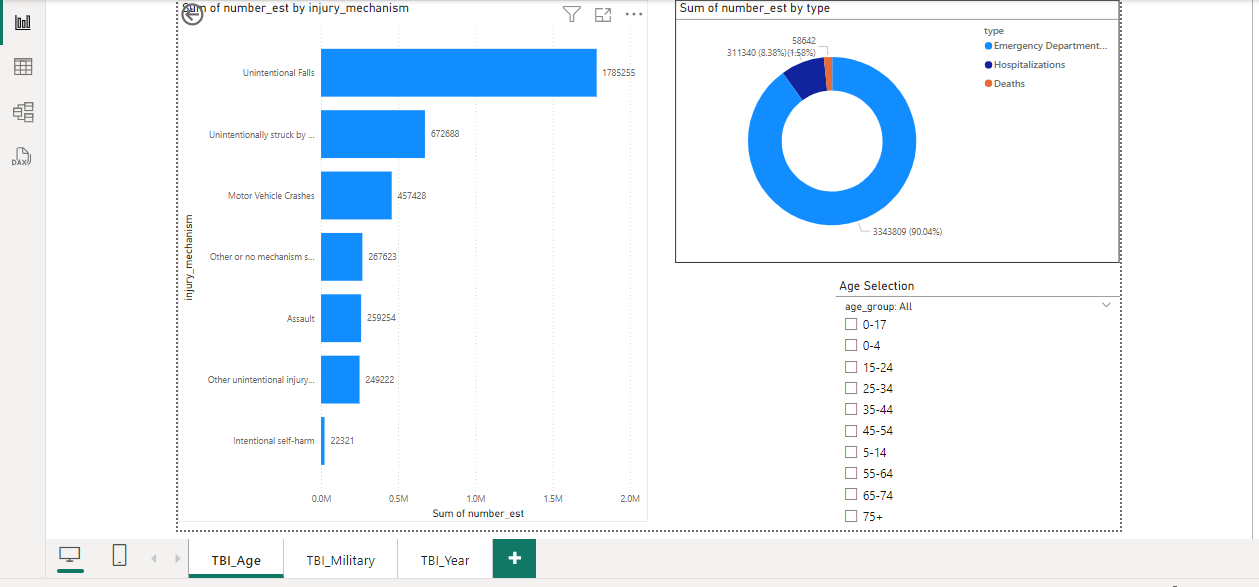 Sum of number_est by injury_mechanism
Unintentional Falls
1785255
Unintentionally struck by ...
672688
Motor Vehicle Crashes
457428
Other or no mechanism s...
267623
Assault
259254
Other unintentional injury...
249222
Intentional self-harm
22321
injury_mechanism
0.0M 0.5M 1.0M 1.5M 2.0M
Sum of number_est
Sum of number_est by type
58642
(1.58%)
311340 (8.38%)
3343809 (90.04%)
type
Emergency Department...
Hospitalizations
Deaths
Age Selection
age_group: All
0-17
0-4
15-24
25-34
35-44
45-54
5-14
55-64
65-74
75+
DAX
TBI_Age TBI_Military TBI_Year +